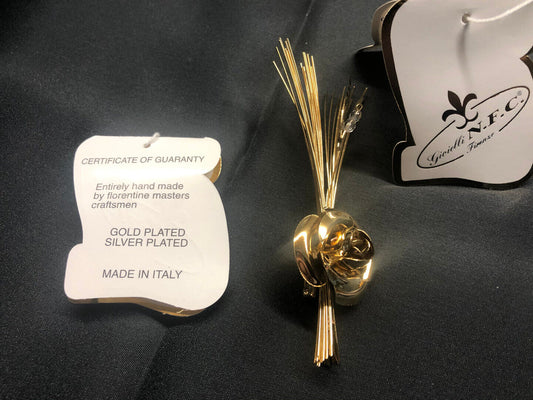 CERTIFICATE OF GUARANTY
Entirely hand made
by florentine masters
craftsmen
GOLD PLATED
SILVER PLATED
MADE IN ITALY
Gioielli N.F.C.
Firenze